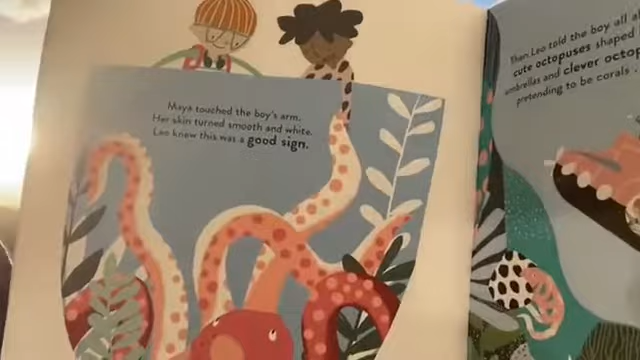 Maya touched the boy's arm.
Her skin turned smooth and white.
Leo knew this was a good sign.
Then Leo told the boy all
cute octopuses shaped
umbrellas and clever
pretending to be corals